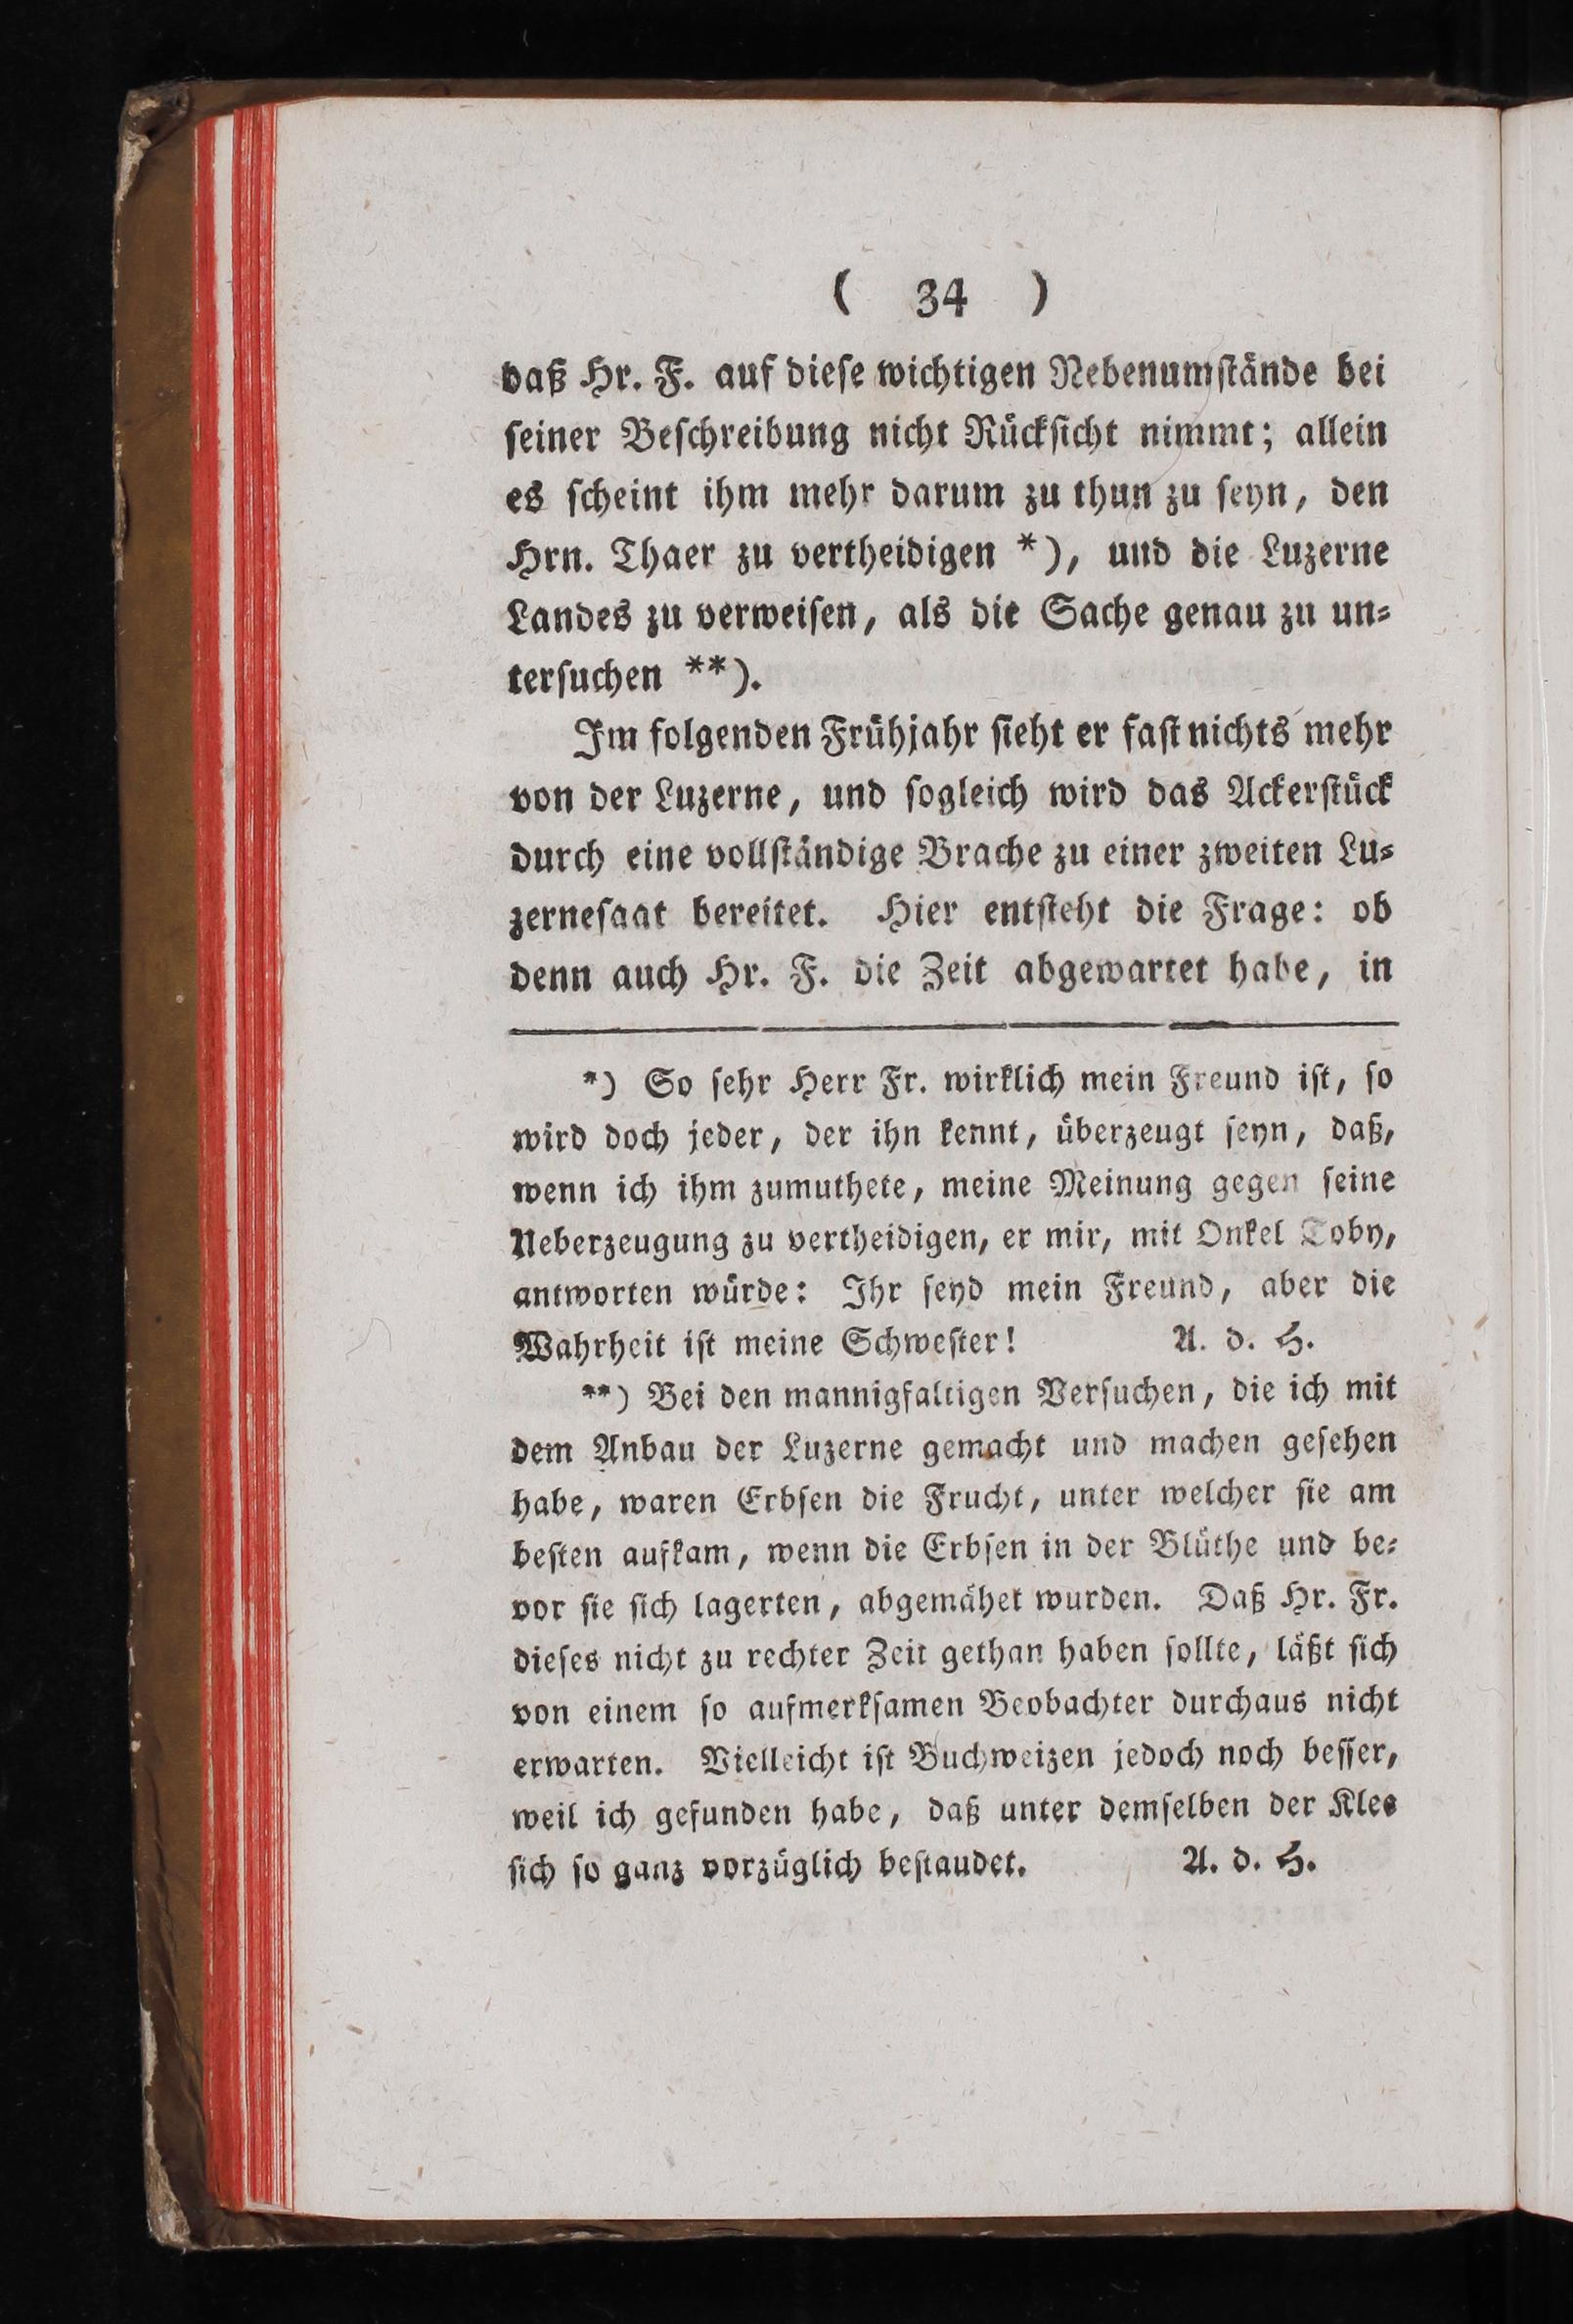 ( 34 )
daß Hr. F. auf diese wichtigen Nebenumstände bei
seiner Beschreibung nicht Rücksicht nimmt; allein
es scheint ihm mehr darum zu thun zu seyn, den
Hrn. Thaer zu vertheidigen *), und die Luzerne
Landes zu verweisen, als die Sache genau zu un-
tersuchen **).
Im folgenden Frühjahr sieht er fast nichts mehr
von der Luzerne, und sogleich wird das Ackerstück
durch eine vollständige Brache zu einer zweiten Lu-
zernesaat bereitet. Hier entsteht die Frage: ob
denn auch Hr. F. die Zeit abgewartet habe, in
*) So sehr Herr Fr. wirklich mein Freund ist, so
wird doch jeder, der ihn kennt, überzeugt seyn, daß,
wenn ich ihm zumuthete, meine Meinung gegen seine
Ueberzeugung zu vertheidigen, er mir, mit Onkel Toby,
antworten würde: Ihr seyd mein Freund, aber die
Wahrheit ist meine Schwester! A. d. H.
**) Bei den mannigfaltigen Versuchen, die ich mit
dem Anbau der Luzerne gemacht und machen gesehen
habe, waren Erbsen die Frucht, unter welcher sie am
besten aufkam, wenn die Erbsen in der Blüthe und be-
vor sie sich lagerten, abgemähet wurden. Daß Hr. Fr.
dieses nicht zu rechter Zeit gethan haben sollte, läßt sich
von einem so aufmerksamen Beobachter durchaus nicht
erwarten. Vielleicht ist Buchweizen jedoch noch besser,
weil ich gefunden habe, daß unter demselben der Klee
sich so ganz vorzüglich bestaudet. A. d. H.